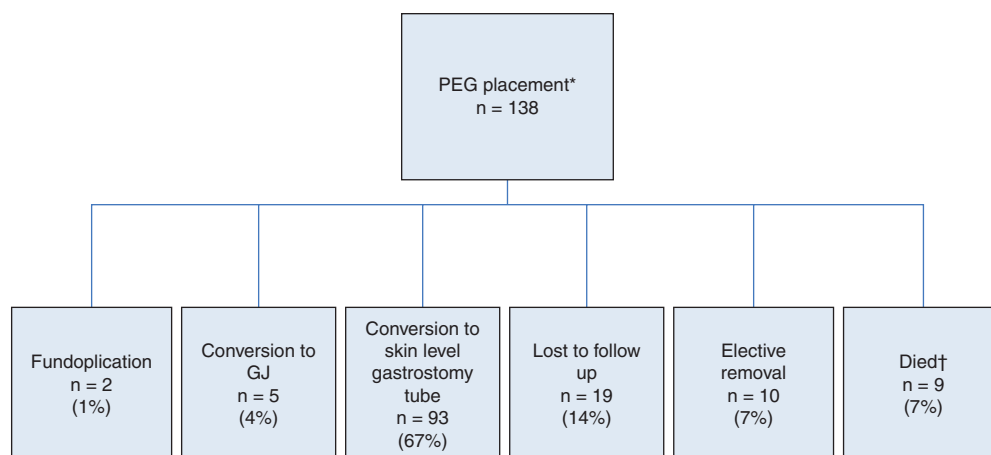 PEG placement*
n = 138
Fundoplication
n = 2
(1%)
Conversion to
GJ
n = 5
(4%)
Conversion to
skin level
gastrostomy
tube
n = 93
(67%)
Lost to follow
up
n = 19
(14%)
Elective
removal
n = 10
(7%)
Died†
n = 9
(7%)